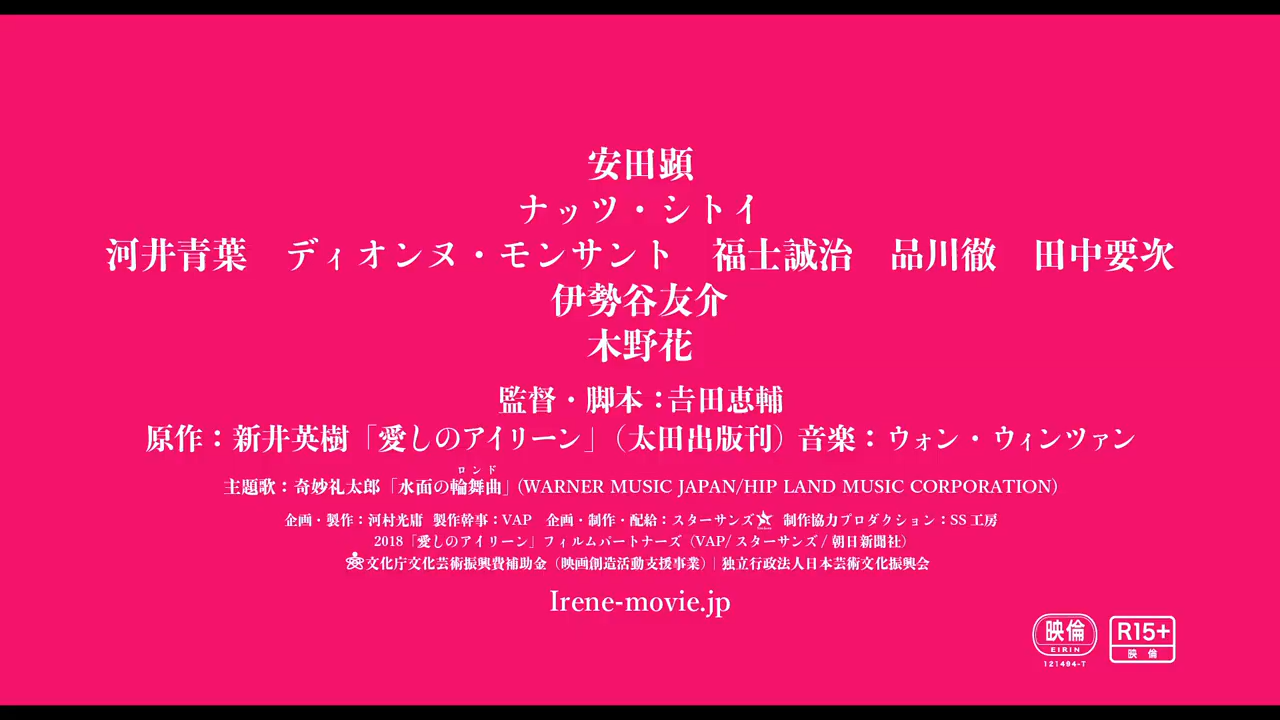 安田顕
ナッツ・シトイ
河井青葉　ディオンヌ・モンサント　福士誠治　品川徹　田中要次
伊勢谷友介
木野花
監督・脚本：𠮷田恵輔
原作：新井英樹「愛しのアイリーン」（太田出版刊）音楽：ウォン・ウィンツァン
ロンド
主題歌：奇妙礼太郎「水面の輪舞曲」（WARNER MUSIC JAPAN/HIP LAND MUSIC CORPORATION）
企画・製作：河村光庸　製作幹事：VAP　企画・制作・配給：スターサンズ　制作協力プロダクション：SS工房
2018「愛しのアイリーン」フィルムパートナーズ（VAP/スターサンズ/朝日新聞社）
文化庁文化芸術振興費補助金（映画創造活動支援事業）｜独立行政法人日本芸術文化振興会
Irene-movie.jp
映倫
EIRIN
121494-T
R15+
映倫